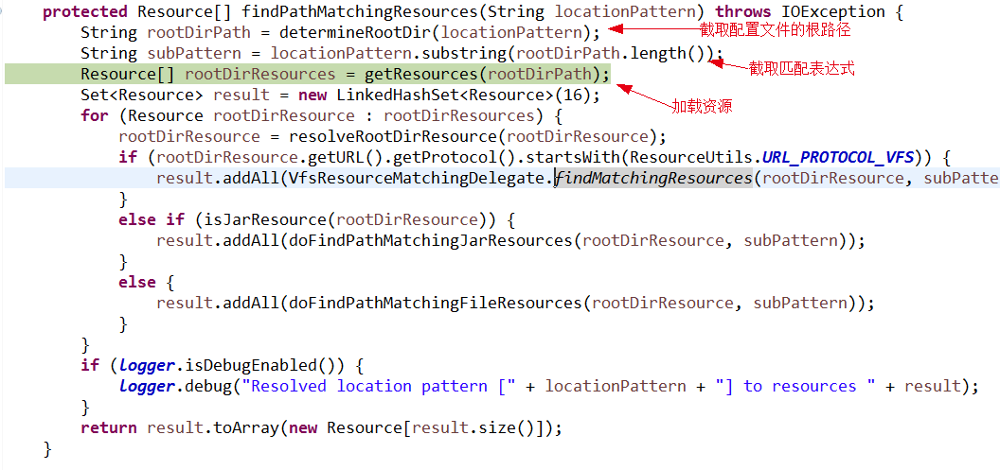 protected Resource[] findPathMatchingResources(String locationPattern) throws IOException {
String rootDirPath = determineRootDir(locationPattern);
截取配置文件的根路径
String subPattern = locationPattern.substring(rootDirPath.length());
截取匹配表达式
Resource[] rootDirResources = getResources(rootDirPath);
Set<Resource> result = new LinkedHashSet<Resource>(16);
加载资源
for (Resource rootDirResource : rootDirResources) {
rootDirResource = resolveRootDirResource(rootDirResource);
if (rootDirResource.getURL().getProtocol().startsWith(ResourceUtils.URL_PROTOCOL_VFS)) {
result.addAll(VfsResourceMatchingDelegate.findMatchingResources(rootDirResource, subPatte
}
else if (isJarResource(rootDirResource)) {
result.addAll(doFindPathMatchingJarResources(rootDirResource, subPattern));
}
else {
result.addAll(doFindPathMatchingFileResources(rootDirResource, subPattern));
}
}
if (logger.isDebugEnabled()) {
logger.debug("Resolved location pattern [" + locationPattern + "] to resources " + result);
}
return result.toArray(new Resource[result.size()]);
}